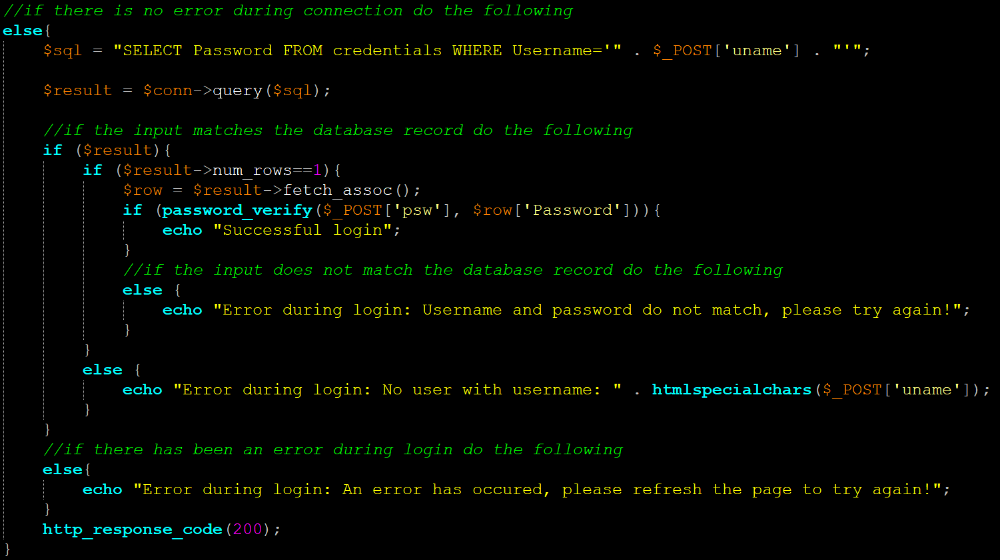 //if there is no error during connection do the following
else{
    $sql = "SELECT Password FROM credentials WHERE Username='" . $_POST['uname'] . "'";

    $result = $conn->query($sql);

    //if the input matches the database record do the following
    if ($result){
        if ($result->num_rows==1){
            $row = $result->fetch_assoc();
            if (password_verify($_POST['psw'], $row['Password'])){
                echo "Successful login";
            }
            //if the input does not match the database record do the following
            else {
                echo "Error during login: Username and password do not match, please try again!";
            }
        }
        else {
            echo "Error during login: No user with username: " . htmlspecialchars($_POST['uname']);
        }
    }
    //if there has been an error during login do the following
    else{
        echo "Error during login: An error has occured, please refresh the page to try again!";
    }
    http_response_code(200);
}